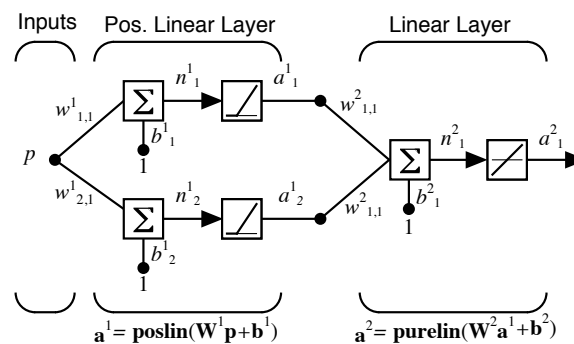 Inputs Pos. Linear Layer Linear Layer
w¹₁,₁ n¹₁ a¹₁ w²₁,₁
Σ
b¹₁
1
p
n²₁ a²₁
Σ
b²₁
1
w¹₂,₁ n¹₂ a¹₂ w²₁,₁
Σ
b¹₂
1
a¹= poslin(W¹p+b¹) a²= purelin(W²a¹+b²)